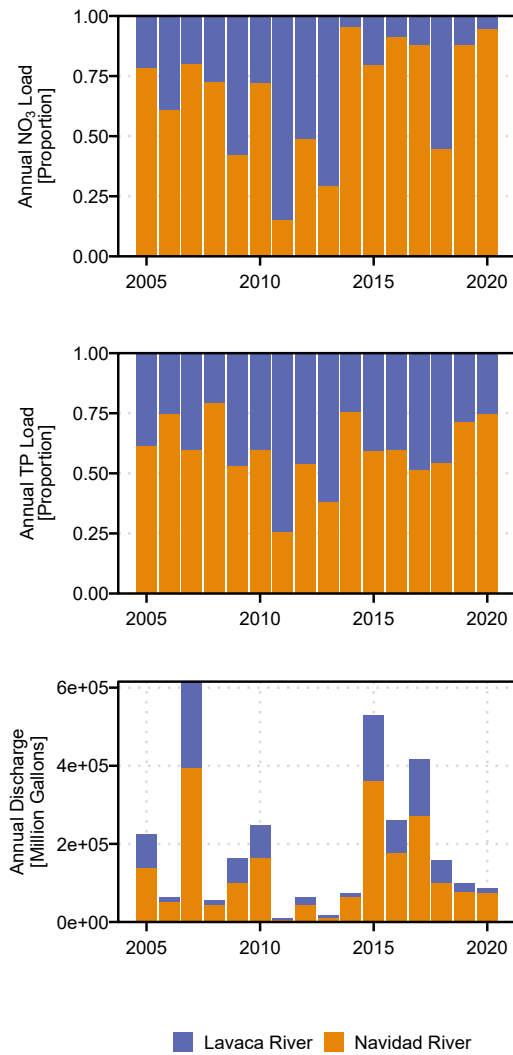 Annual NO₃ Load
[Proportion]
1.00
0.75
0.50
0.25
0.00
2005 2010 2015 2020
Annual TP Load
[Proportion]
1.00
0.75
0.50
0.25
0.00
2005 2010 2015 2020
Annual Discharge
[Million Gallons]
6e+05
4e+05
2e+05
0e+00
2005 2010 2015 2020
Lavaca River Navidad River